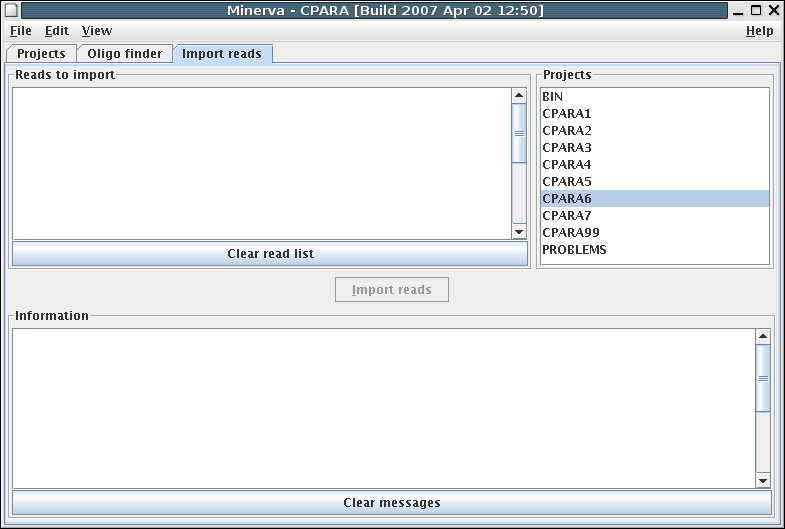 Minerva - CPARA [Build 2007 Apr 02 12:50]
File Edit View Help
Projects Oligo finder Import reads
Reads to import
Clear read list
Projects
BIN
CPARA1
CPARA2
CPARA3
CPARA4
CPARA5
CPARA6
CPARA7
CPARA99
PROBLEMS
Import reads
Information
Clear messages